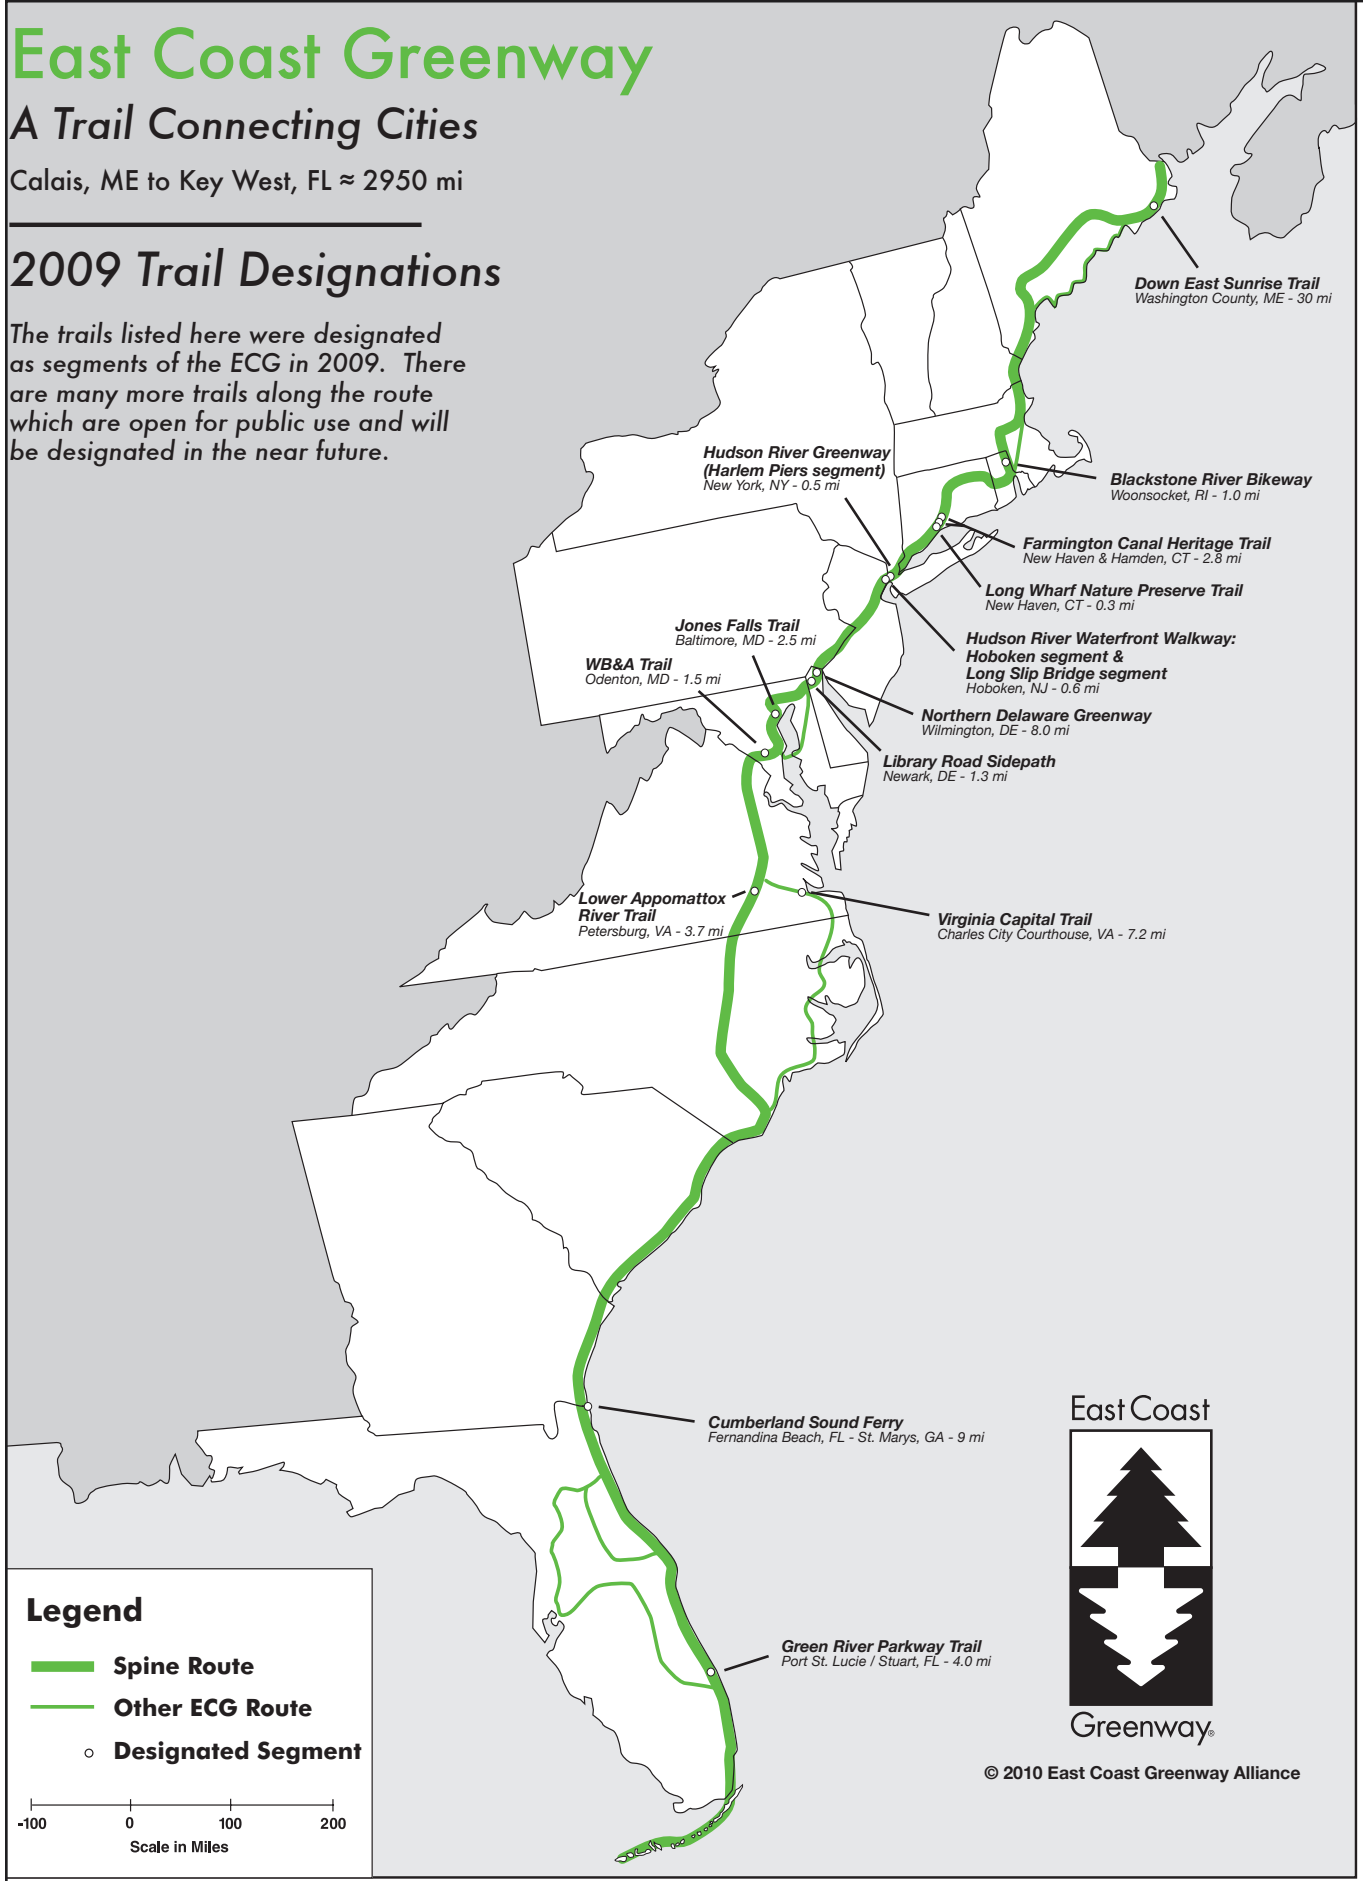 East Coast Greenway
A Trail Connecting Cities
Calais, ME to Key West, FL ≈ 2950 mi
2009 Trail Designations
The trails listed here were designated
as segments of the ECG in 2009.  There
are many more trails along the route
which are open for public use and will
be designated in the near future.
Down East Sunrise Trail
Washington County, ME - 30 mi
Hudson River Greenway
(Harlem Piers segment)
New York, NY - 0.5 mi
Blackstone River Bikeway
Woonsocket, RI - 1.0 mi
Farmington Canal Heritage Trail
New Haven & Hamden, CT - 2.8 mi
Long Wharf Nature Preserve Trail
New Haven, CT - 0.3 mi
Jones Falls Trail
Baltimore, MD - 2.5 mi
Hudson River Waterfront Walkway:
Hoboken segment &
Long Slip Bridge segment
Hoboken, NJ - 0.6 mi
WB&A Trail
Odenton, MD - 1.5 mi
Northern Delaware Greenway
Wilmington, DE - 8.0 mi
Library Road Sidepath
Newark, DE - 1.3 mi
Lower Appomattox
River Trail
Petersburg, VA - 3.7 mi
Virginia Capital Trail
Charles City Courthouse, VA - 7.2 mi
Cumberland Sound Ferry
Fernandina Beach, FL - St. Marys, GA - 9 mi
Green River Parkway Trail
Port St. Lucie / Stuart, FL - 4.0 mi
East Coast
Greenway®
© 2010 East Coast Greenway Alliance
Legend
Spine Route
Other ECG Route
Designated Segment
-100 0 100 200
Scale in Miles